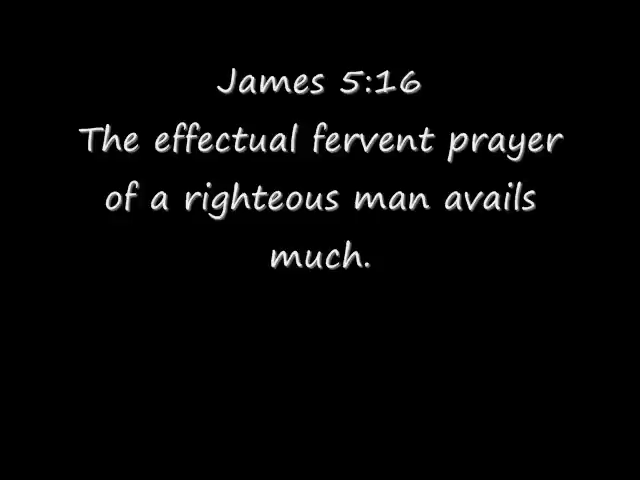 James 5:16
The effectual fervent prayer
of a righteous man avails
much.